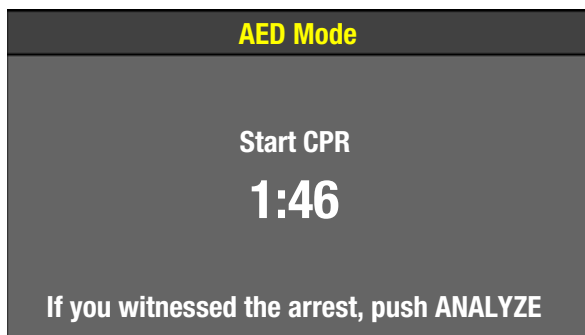 AED Mode
Start CPR
1:46
If you witnessed the arrest, push ANALYZE